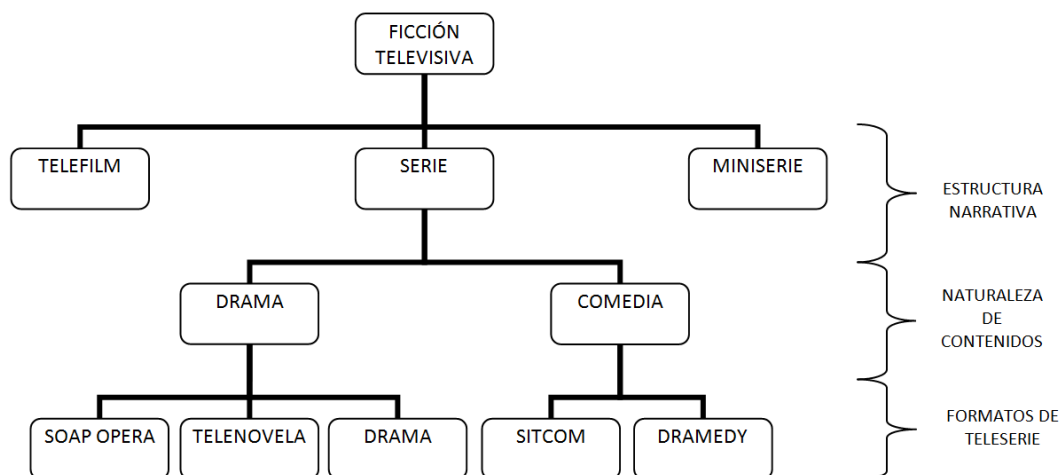 FICCIÓN
TELEVISIVA
TELEFILM
SERIE
MINISERIE
ESTRUCTURA
NARRATIVA
DRAMA
COMEDIA
NATURALEZA
DE
CONTENIDOS
SOAP OPERA
TELENOVELA
DRAMA
SITCOM
DRAMEDY
FORMATOS DE
TELESERIE